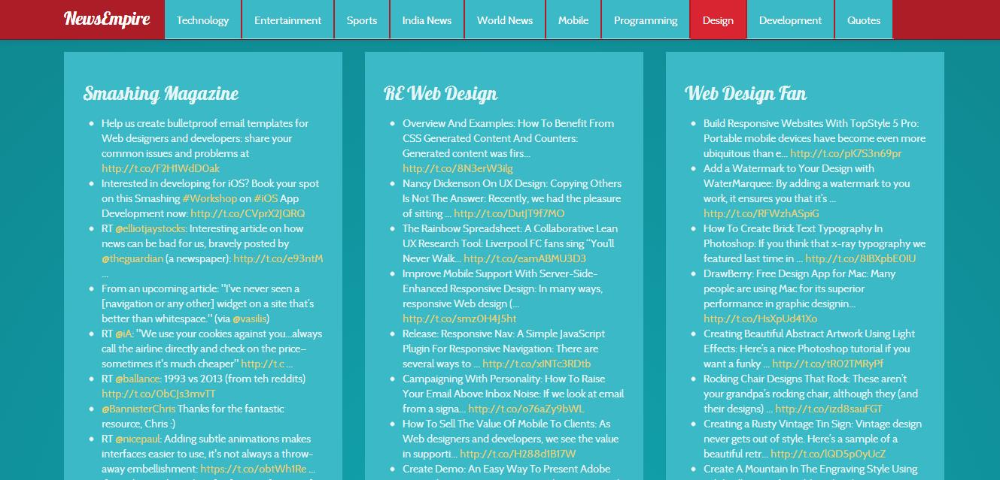 NewsEmpire Technology Entertainment Sports India News World News Mobile Programming Design Development Quotes
Smashing Magazine
Help us create bulletproof email templates for
Web designers and developers: share your
common issues and problems at
http://t.co/F2H1WdD0ak
Interested in developing for iOS? Book your spot
on this Smashing #Workshop on #iOS App
Development now: http://t.co/CVprX2JQRQ
RT @elliotjaystocks: Interesting article on how
news can be bad for us, bravely posted by
@theguardian (a newspaper): http://t.co/e93ntM
...
From an upcoming article: "I've never seen a
[navigation or any other] widget on a site that's
better than whitespace." (via @vasilis)
RT @iA: "We use your cookies against you...always
call the airline directly and check on the price–
sometimes it's much cheaper" http://t.c ...
RT @ballance: 1993 vs 2013 (from teh reddits)
http://t.co/0bCJs3mvTT
@BannisterChris Thanks for the fantastic
resource, Chris :)
RT @nicepaul: Adding subtle animations makes
interfaces easier to use, it's not always a throw-
away embellishment: https://t.co/obtWh1Re ...
RE Web Design
Overview And Examples: How To Benefit From
CSS Generated Content And Counters:
Generated content was firs...
http://t.co/8N3erW3ilg
Nancy Dickenson On UX Design: Copying Others
Is Not The Answer: Recently, we had the pleasure
of sitting ... http://t.co/DutJT9f7MO
The Rainbow Spreadsheet: A Collaborative Lean
UX Research Tool: Liverpool FC fans sing “You’ll
Never Walk... http://t.co/eamABMU3D3
Improve Mobile Support With Server-Side-
Enhanced Responsive Design: In many ways,
responsive Web design (...
http://t.co/smz0H4J5ht
Release: Responsive Nav: A Simple JavaScript
Plugin For Responsive Navigation: There are
several ways to ... http://t.co/xlNTc3RDtb
Campaigning With Personality: How To Raise
Your Email Above Inbox Noise: If we look at email
from a signa... http://t.co/o76aZy9bWL
How To Sell The Value Of Mobile To Clients: As
Web designers and developers, we see the value
in supporti... http://t.co/H288d1B17W
Create Demo: An Easy Way To Present Adobe
Web Design Fan
Build Responsive Websites With TopStyle 5 Pro:
Portable mobile devices have become even more
ubiquitous than e... http://t.co/pK7S3n69pr
Add a Watermark to Your Design with
WaterMarquee: By adding a watermark to you
work, it ensures you that it’s ...
http://t.co/RFWzhASpiG
How To Create Brick Text Typography In
Photoshop: If you think that x-ray typography we
featured last time in ... http://t.co/8IBXpbE0IU
DrawBerry: Free Design App for Mac: Many
people are using Mac for its superior
performance in graphic designin...
http://t.co/HsXpUd41Xo
Creating Beautiful Abstract Artwork Using Light
Effects: Here’s a nice Photoshop tutorial if you
want a funky ... http://t.co/tRO2TMRyPf
Rocking Chair Designs That Rock: These aren’t
your grandpa’s rocking chair, although they (and
their designs) ... http://t.co/izd8sauFGT
Creating a Rusty Vintage Tin Sign: Vintage design
never gets out of style. Here’s a sample of a
beautiful retr... http://t.co/lQD5p0yUcZ
Create A Mountain In The Engraving Style Using